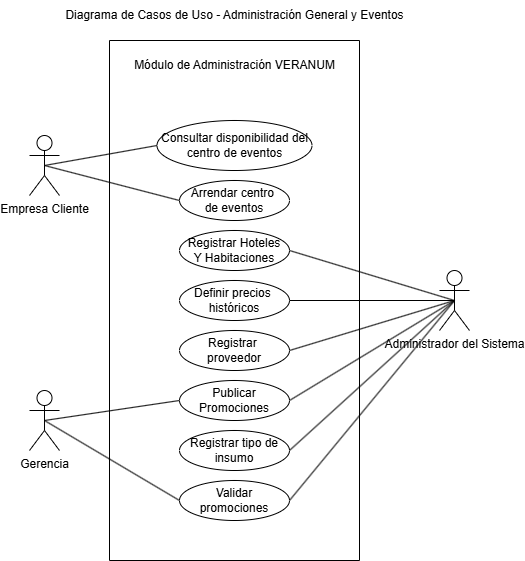 Diagrama de Casos de Uso - Administración General y Eventos
Módulo de Administración VERANUM
Consultar disponibilidad del
centro de eventos
Empresa Cliente
Arrendar centro
de eventos
Registrar Hoteles
Y Habitaciones
Definir precios
históricos
Administrador del Sistema
Registrar
proveedor
Publicar
Promociones
Gerencia
Registrar tipo de
insumo
Validar
promociones